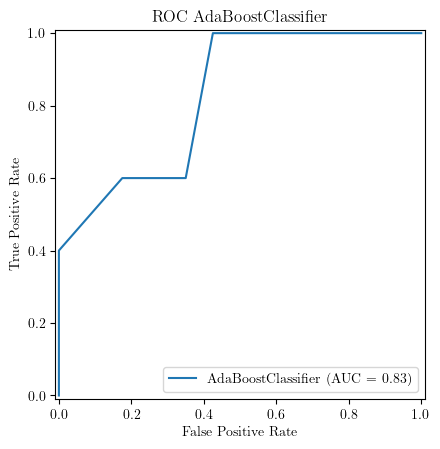 ROC AdaBoostClassifier
1.0
0.8
0.6
0.4
0.2
0.0
True Positive Rate
AdaBoostClassifier (AUC = 0.83)
0.0 0.2 0.4 0.6 0.8 1.0
False Positive Rate